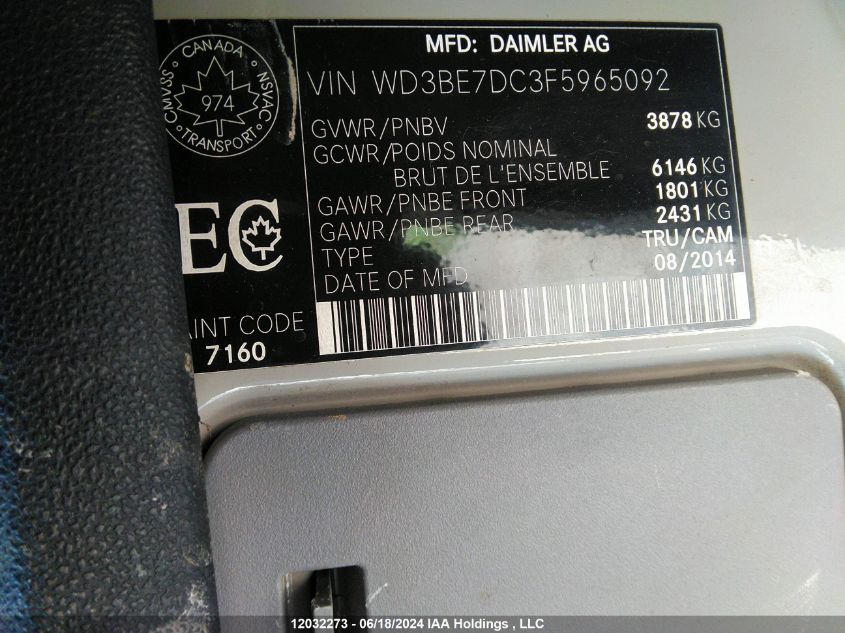 MFD: DAIMLER AG
CANADA
CMVSS
NSVAC
974
TRANSPORT
VIN WD3BE7DC3F5965092
GVWR/PNBV 3878 KG
GCWR/POIDS NOMINAL
BRUT DE L'ENSEMBLE 6146 KG
GAWR/PNBE FRONT 1801 KG
GAWR/PNBE REAR 2431 KG
TYPE TRU/CAM
DATE OF MFD 08/2014
EC
AINT CODE
7160
12032273 - 06/18/2024 IAA Holdings , LLC